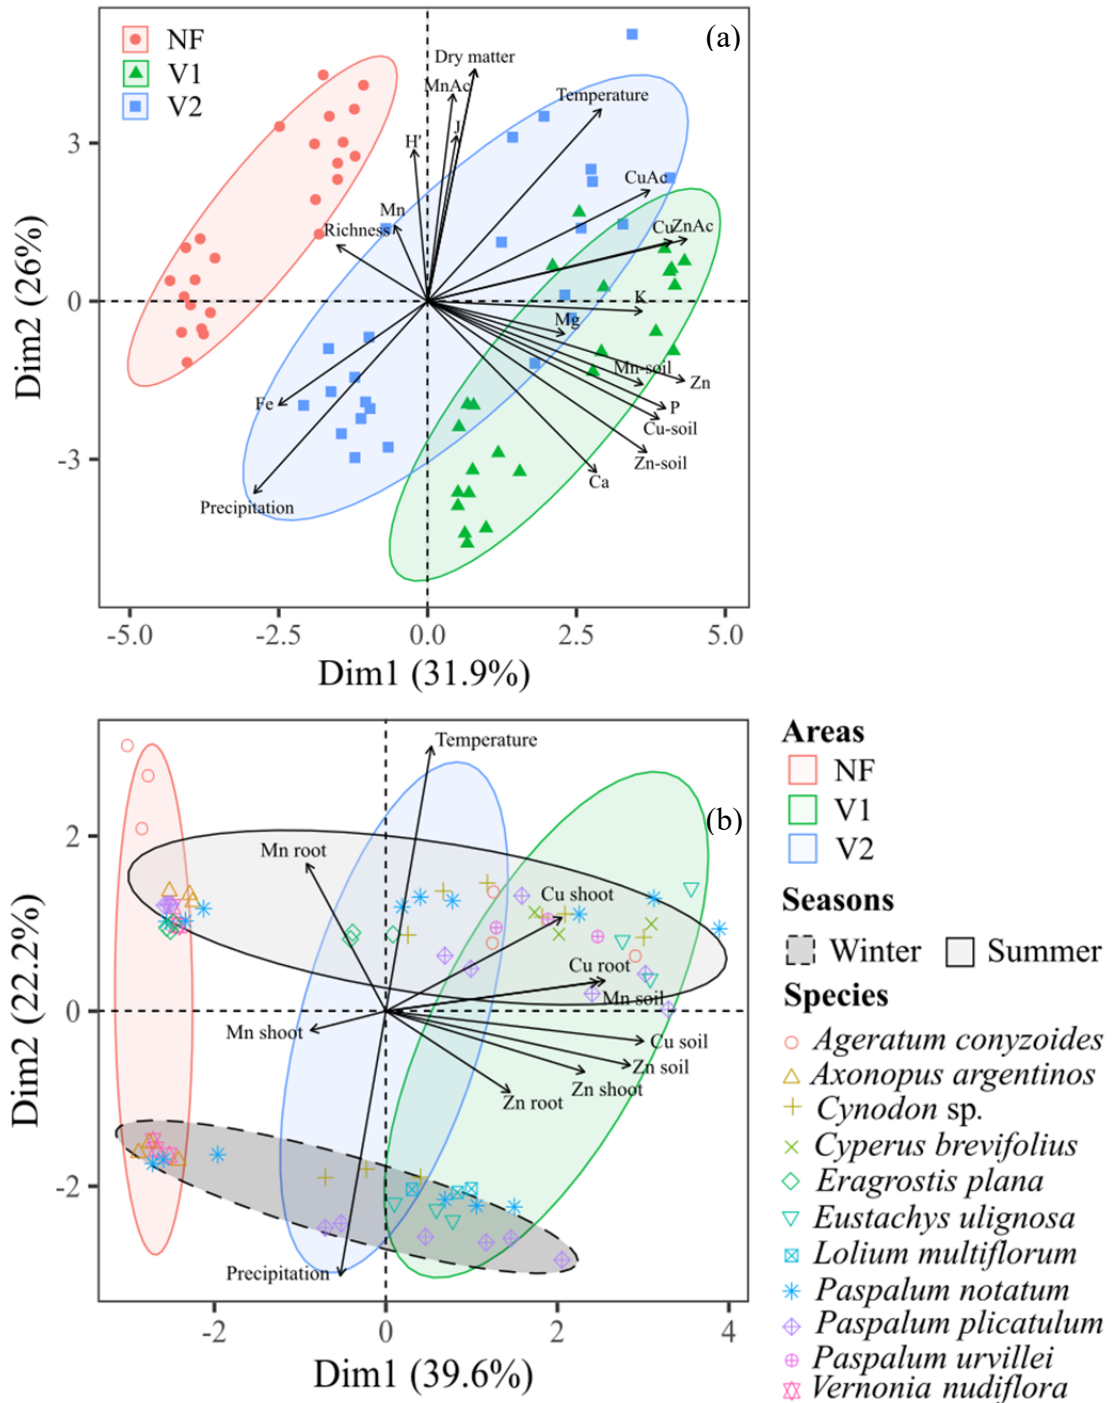 (a)
NF
V1
V2
Dry matter
MnAc
J
H'
Temperature
CuAc
Mn
Richness
Cu
ZnAc
K
Mg
Mn-soil
Zn
P
Cu-soil
Zn-soil
Ca
Fe
Precipitation
3
0
-3
Dim2 (26%)
-5.0 -2.5 0.0 2.5 5.0
Dim1 (31.9%)
(b)
Temperature
Mn root
Cu shoot
Cu root
Mn soil
Mn shoot
Cu soil
Zn soil
Zn shoot
Zn root
Precipitation
2
0
-2
Dim2 (22.2%)
-2 0 2 4
Dim1 (39.6%)
Areas
NF
V1
V2
Seasons
Winter Summer
Species
Ageratum conyzoides
Axonopus argentinos
Cynodon sp.
Cyperus brevifolius
Eragrostis plana
Eustachys ulignosa
Lolium multiflorum
Paspalum notatum
Paspalum plicatulum
Paspalum urvillei
Vernonia nudiflora